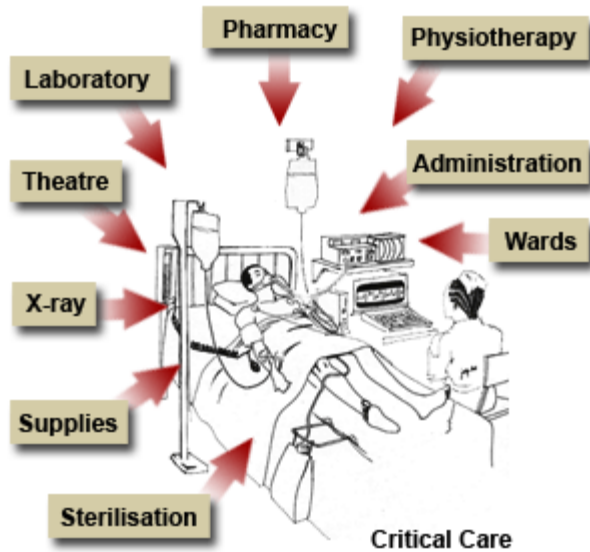 Pharmacy
Physiotherapy
Laboratory
Administration
Theatre
Wards
X-ray
Supplies
Sterilisation
Critical Care